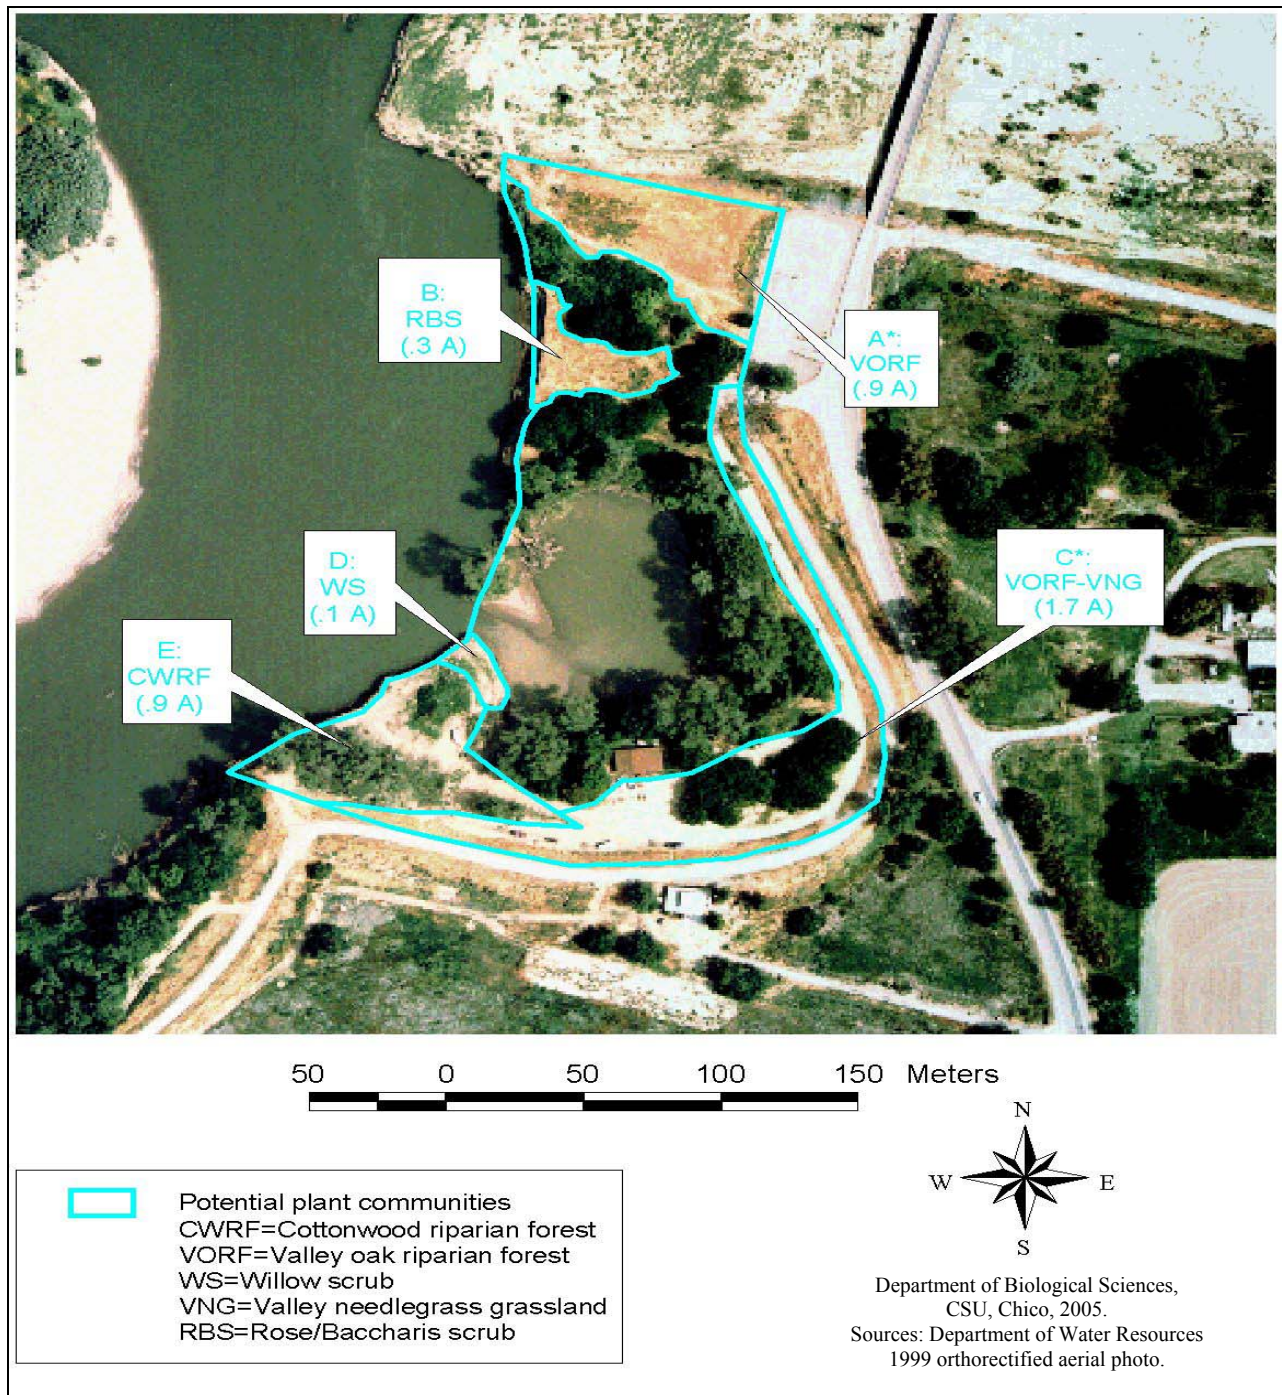 B:
RBS
(.3 A)
A*:
VORF
(.9 A)
D:
WS
(.1 A)
C*:
VORF-VNG
(1.7 A)
E:
CWRF
(.9 A)
50 0 50 100 150 Meters
N
W E
S
Potential plant communities
CWRF=Cottonwood riparian forest
VORF=Valley oak riparian forest
WS=Willow scrub
VNG=Valley needlegrass grassland
RBS=Rose/Baccharis scrub
Department of Biological Sciences,
CSU, Chico, 2005.
Sources: Department of Water Resources
1999 orthorectified aerial photo.